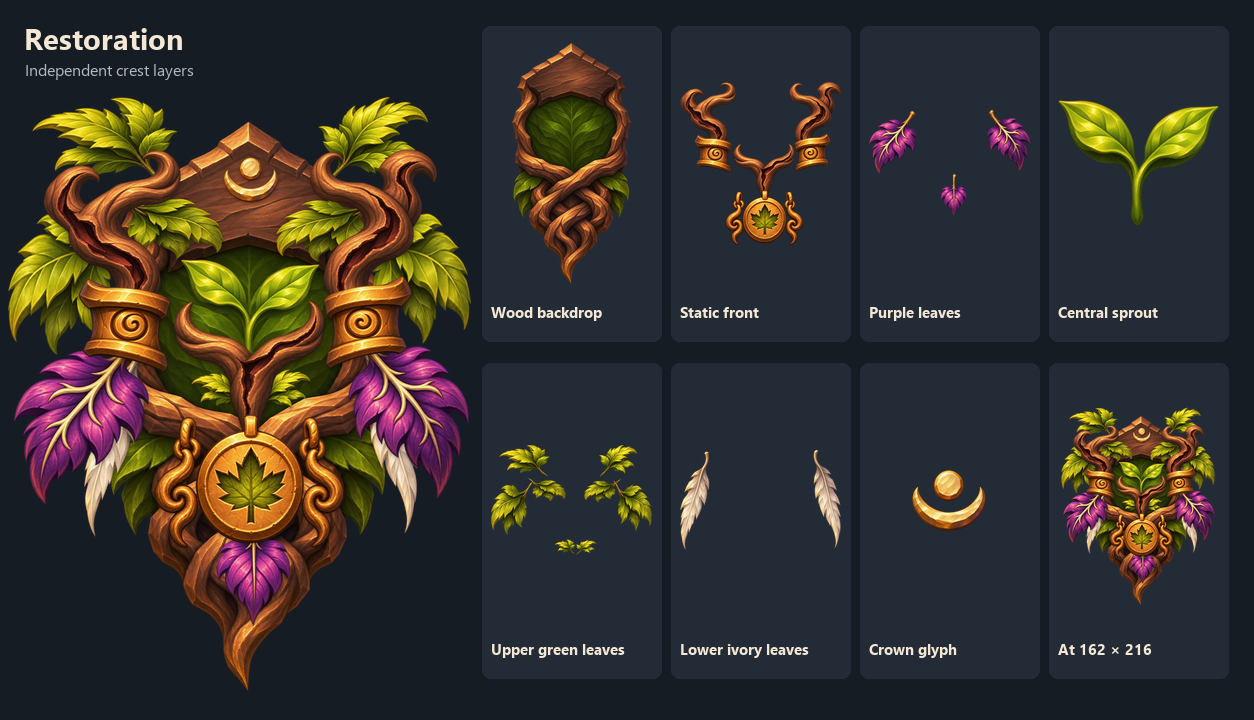 Restoration
Independent crest layers
Wood backdrop
Static front
Purple leaves
Central sprout
Upper green leaves
Lower ivory leaves
Crown glyph
At 162 × 216